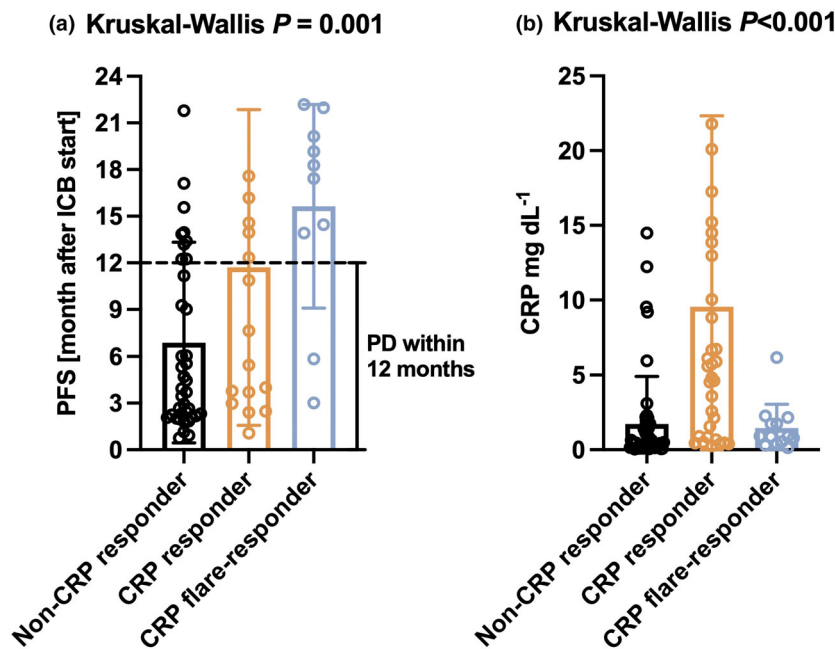 (a) Kruskal-Wallis P = 0.001
24
21
18
15
12
9
6
3
0
PFS [month after ICB start]
PD within
12 months
Non-CRP responder
CRP responder
CRP flare-responder
(b) Kruskal-Wallis P<0.001
25
20
15
10
5
0
CRP mg dL⁻¹
Non-CRP responder
CRP responder
CRP flare-responder